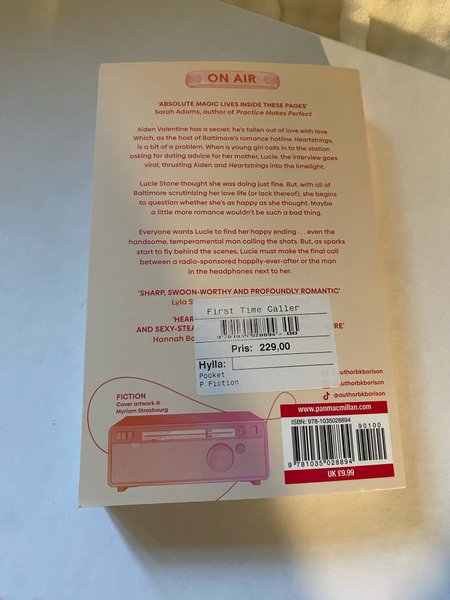 ON AIR
'ABSOLUTE MAGIC LIVES INSIDE THESE PAGES'
Sarah Adams, author of Practice Makes Perfect
Aiden Valentine has a secret: he's fallen out of love with love.
Which, as the host of Baltimore's romance hotline Heartstrings,
is a bit of a problem. When a young girl calls in to the station
asking for dating advice for her mother, Lucie, the interview goes
viral, thrusting Aiden and Heartstrings into the limelight.
Lucie Stone thought she was doing just fine. But, with all of
Baltimore scrutinizing her love life (or lack thereof), she begins
to question whether she's as happy as she thought. Maybe
a little more romance wouldn't be such a bad thing.
Everyone wants Lucie to find her happy ending . . . even the
handsome, temperamental man calling the shots. But, as sparks
start to fly behind the scenes, Lucie must make the final call
between a radio-sponsored happily-ever-after or the man
in the headphones next to her.
'SHARP, SWOON-WORTHY AND PROFOUNDLY ROMANTIC'
Lyla
'HEAR
AND SEXY-STEA
MORE'
Hannah
First Time Caller
9 781035 028894 00
Pris: 229,00
Hylla:
Pocket
P Fiction
@authorbkborison
@authorbkborison
FICTION
Cover artwork ©
Myriam Strasbourg
www.panmacmillan.com
ISBN: 978-1035028894
90100
9 781035 028894
UK £9.99